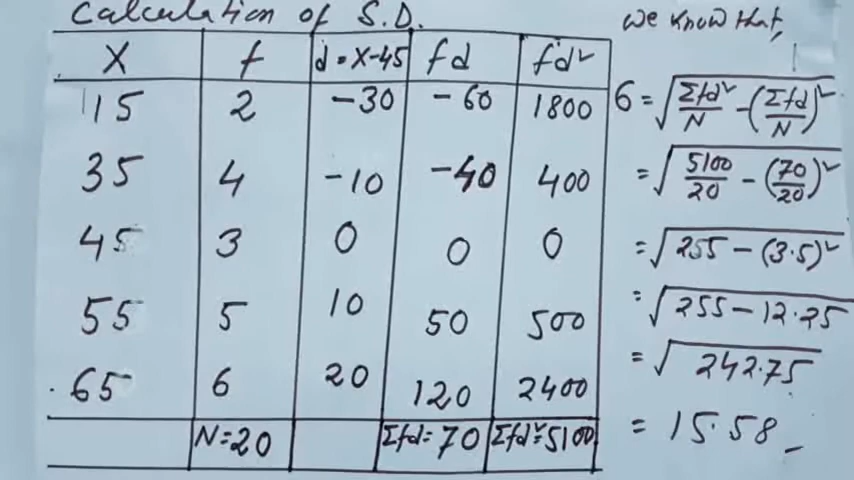 Calculation of S.D.
X f d = X-45 fd fd²
15 2 -30 -60 1800
35 4 -10 -40 400
45 3 0 0 0
55 5 10 50 500
65 6 20 120 2400
N=20 Σfd=70 Σfd²=5100
we know that,
6 = √Σfd²/N - (Σfd/N)²
= √5100/20 - (70/20)²
= √255 - (3.5)²
= √255 - 12.25
= √242.75
= 15.58